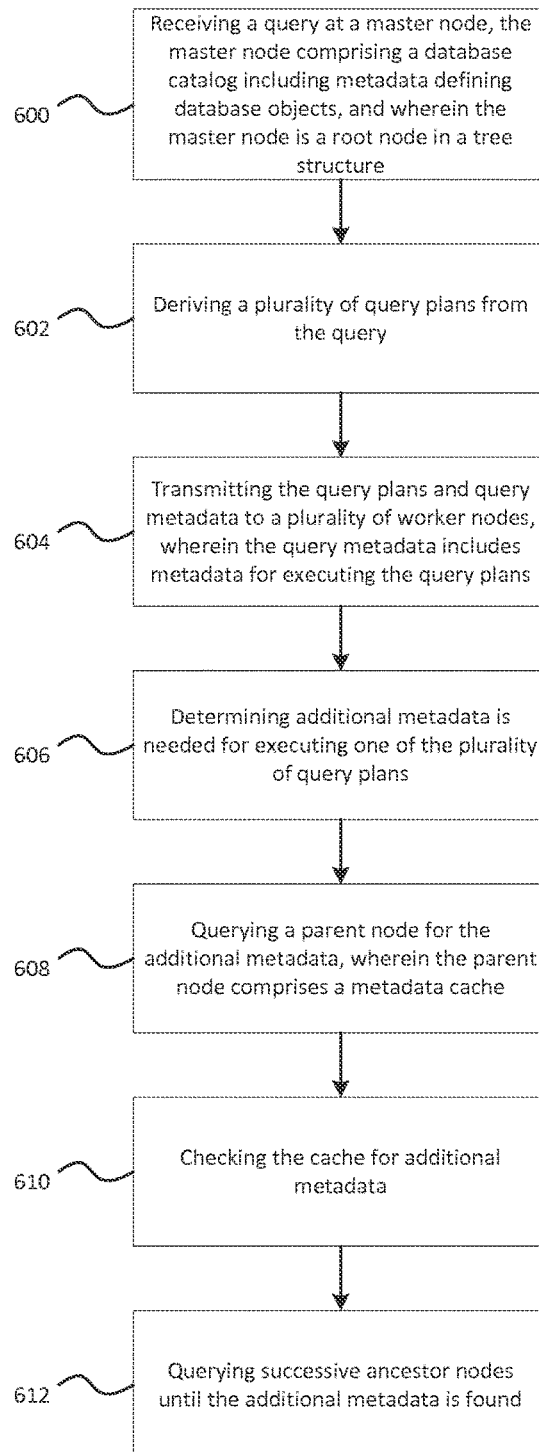 Receiving a query at a master node, the
master node comprising a database
catalog including metadata defining
database objects, and wherein the
master node is a root node in a tree
structure
600
Deriving a plurality of query plans from
the query
602
Transmitting the query plans and query
metadata to a plurality of worker nodes,
wherein the query metadata includes
metadata for executing the query plans
604
Determining additional metadata is
needed for executing one of the plurality
of query plans
606
Querying a parent node for the
additional metadata, wherein the parent
node comprises a metadata cache
608
Checking the cache for additional
metadata
610
Querying successive ancestor nodes
until the additional metadata is found
612